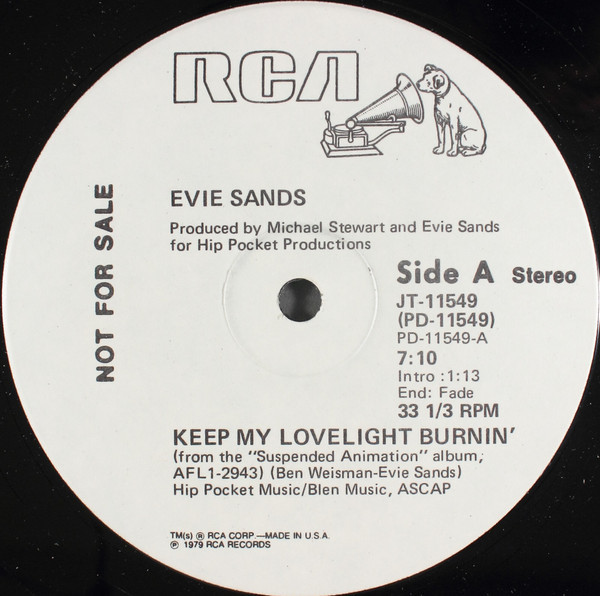 RCA
NOT FOR SALE
EVIE SANDS
Produced by Michael Stewart and Evie Sands
for Hip Pocket Productions
Side A Stereo
JT-11549
(PD-11549)
PD-11549-A
7:10
Intro :1:13
End: Fade
33 1/3 RPM
KEEP MY LOVELIGHT BURNIN'
(from the "Suspended Animation" album,
AFL1-2943) (Ben Weisman-Evie Sands)
Hip Pocket Music/Blen Music, ASCAP
TM(s) ® RCA CORP.—MADE IN U.S.A.
℗ 1979 RCA RECORDS